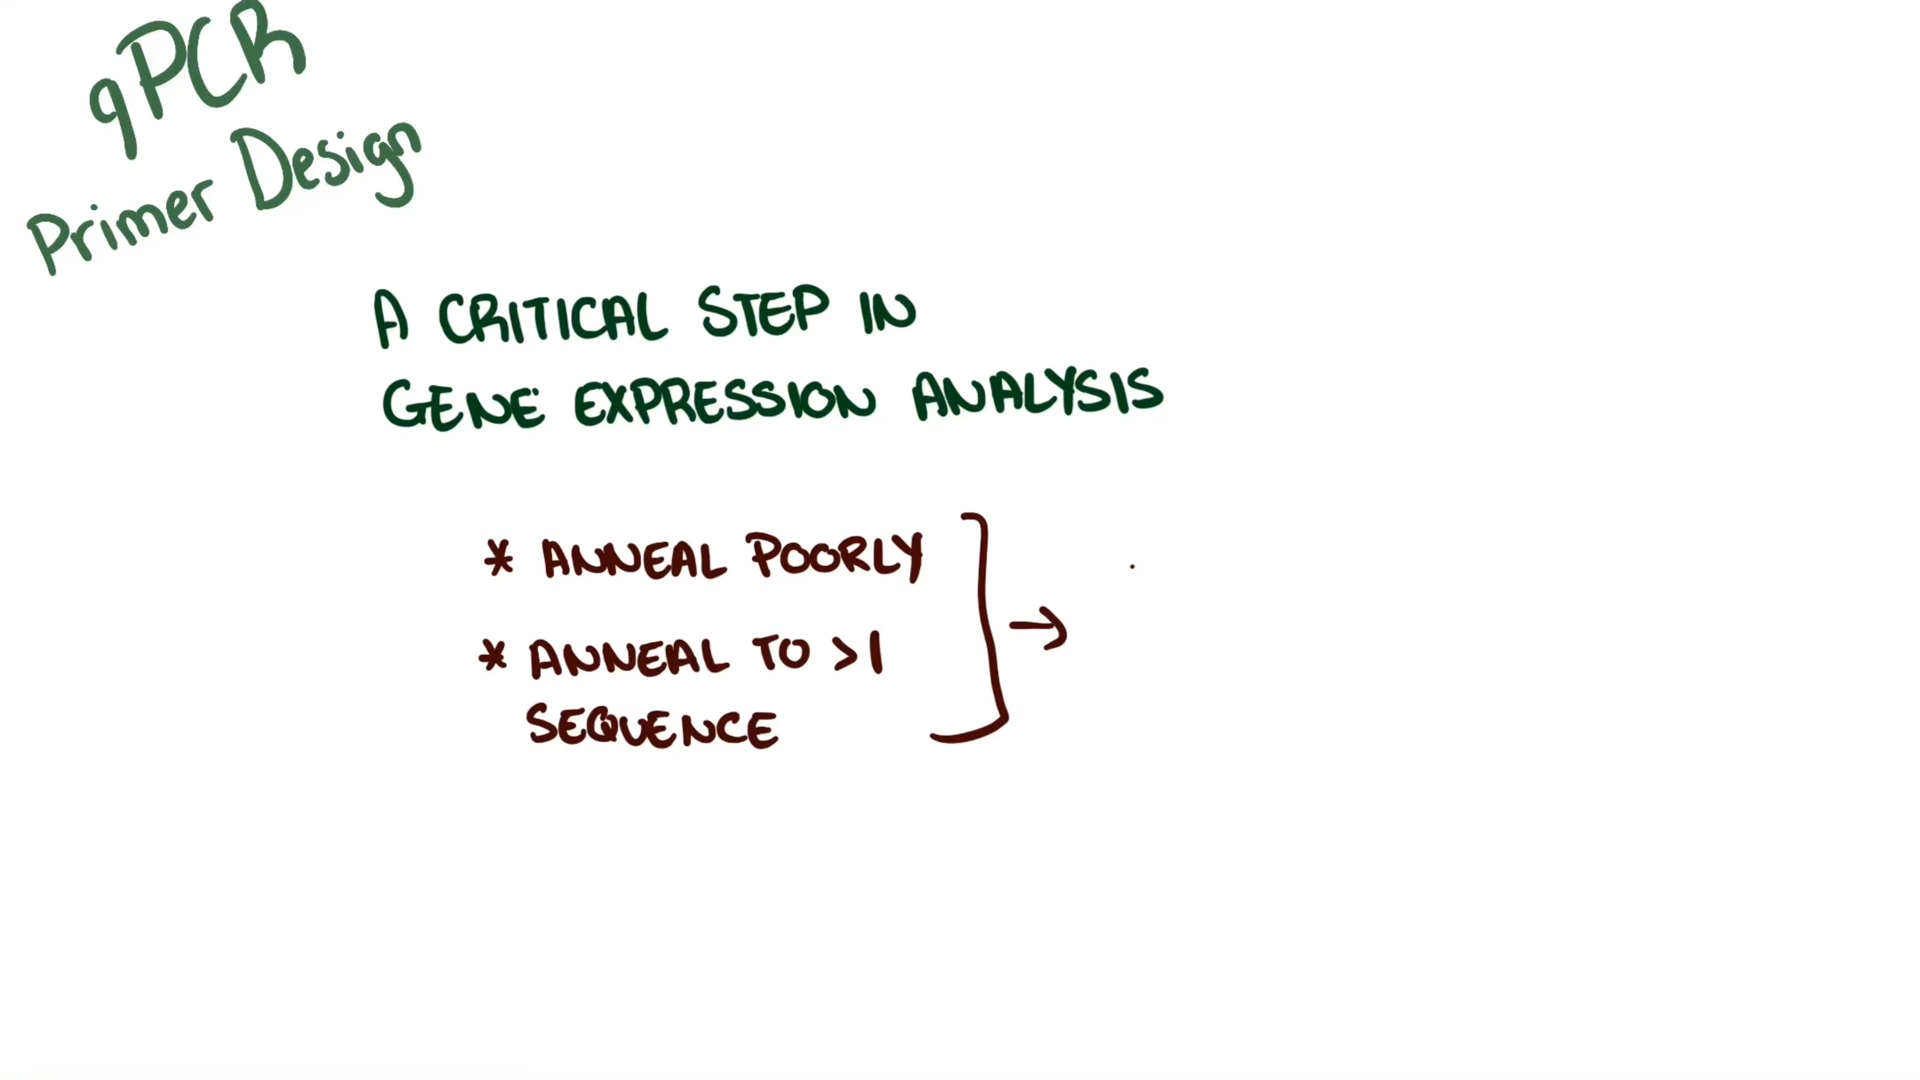 qPCR
Primer Design
A CRITICAL STEP IN
GENE EXPRESSION ANALYSIS
* ANNEAL POORLY
* ANNEAL TO >1
SEQUENCE
→